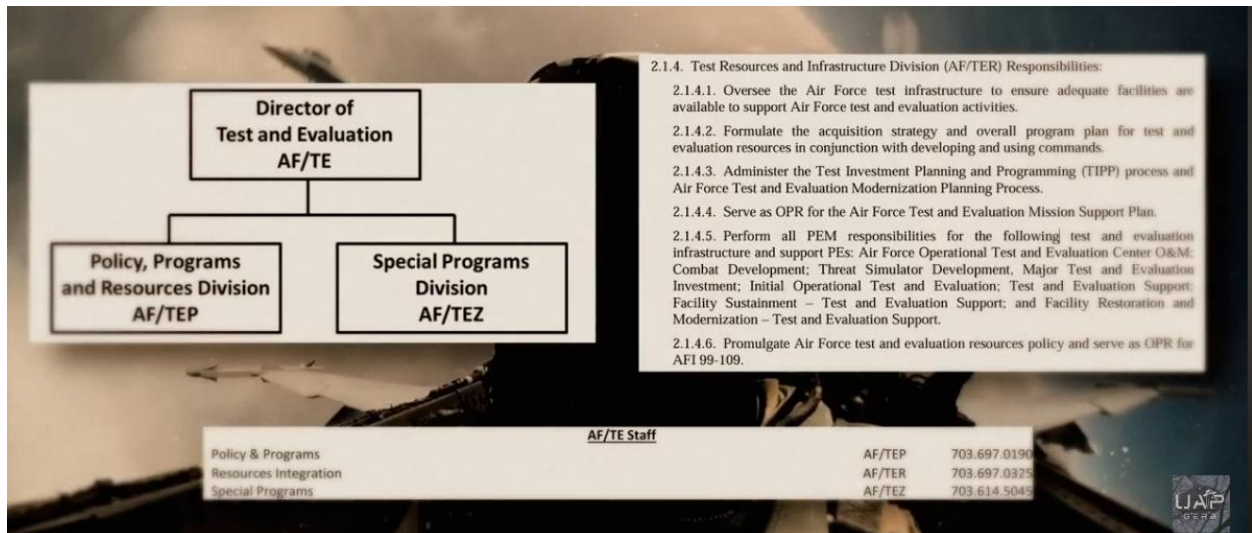 Director of
Test and Evaluation
AF/TE
Policy, Programs
and Resources Division
AF/TEP
Special Programs
Division
AF/TEZ
2.1.4. Test Resources and Infrastructure Division (AF/TER) Responsibilities:
2.1.4.1. Oversee the Air Force test infrastructure to ensure adequate facilities are
available to support Air Force test and evaluation activities.
2.1.4.2. Formulate the acquisition strategy and overall program plan for test and
evaluation resources in conjunction with developing and using commands.
2.1.4.3. Administer the Test Investment Planning and Programming (TIPP) process and
Air Force Test and Evaluation Modernization Planning Process.
2.1.4.4. Serve as OPR for the Air Force Test and Evaluation Mission Support Plan.
2.1.4.5. Perform all PEM responsibilities for the following test and evaluation
infrastructure and support PEs: Air Force Operational Test and Evaluation Center O&M;
Combat Development; Threat Simulator Development, Major Test and Evaluation
Investment; Initial Operational Test and Evaluation; Test and Evaluation Support;
Facility Sustainment – Test and Evaluation Support; and Facility Restoration and
Modernization – Test and Evaluation Support.
2.1.4.6. Promulgate Air Force test and evaluation resources policy and serve as OPR for
AFI 99-109.
AF/TE Staff
Policy & Programs AF/TEP 703.697.0190
Resources Integration AF/TER 703.697.0325
Special Programs AF/TEZ 703.614.5045
UAP
GERB